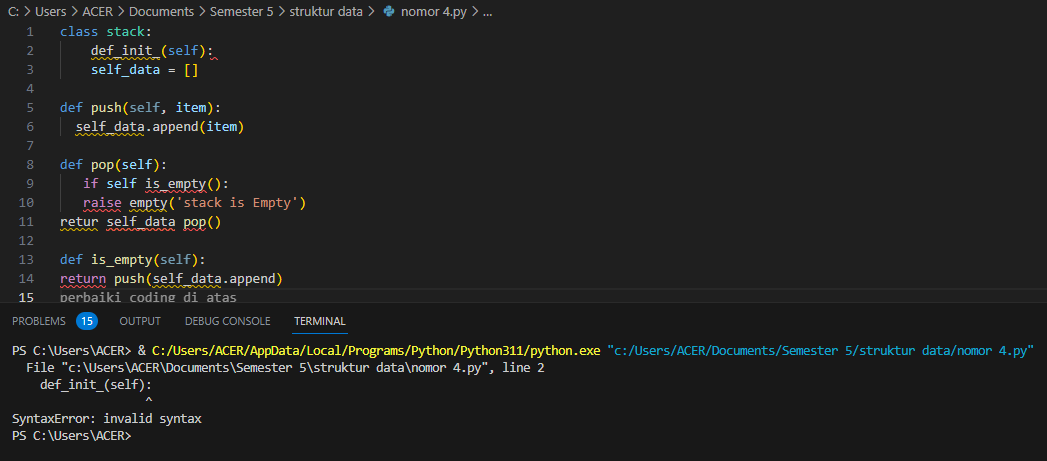 C: > Users > ACER > Documents > Semester 5 > struktur data > nomor 4.py > ...
1 class stack:
2     def_init_(self):
3     self_data = []
4
5 def push(self, item):
6   self_data.append(item)
7
8 def pop(self):
9    if self is_empty():
10    raise empty('stack is Empty')
11 retur self_data pop()
12
13 def is_empty(self):
14 return push(self_data.append)
15 perbaiki coding di atas
PROBLEMS 15 OUTPUT DEBUG CONSOLE TERMINAL
PS C:\Users\ACER> & C:/Users/ACER/AppData/Local/Programs/Python/Python311/python.exe "c:/Users/ACER/Documents/Semester 5/struktur data/nomor 4.py"
  File "c:\Users\ACER\Documents\Semester 5\struktur data\nomor 4.py", line 2
    def_init_(self):
                   ^
SyntaxError: invalid syntax
PS C:\Users\ACER>